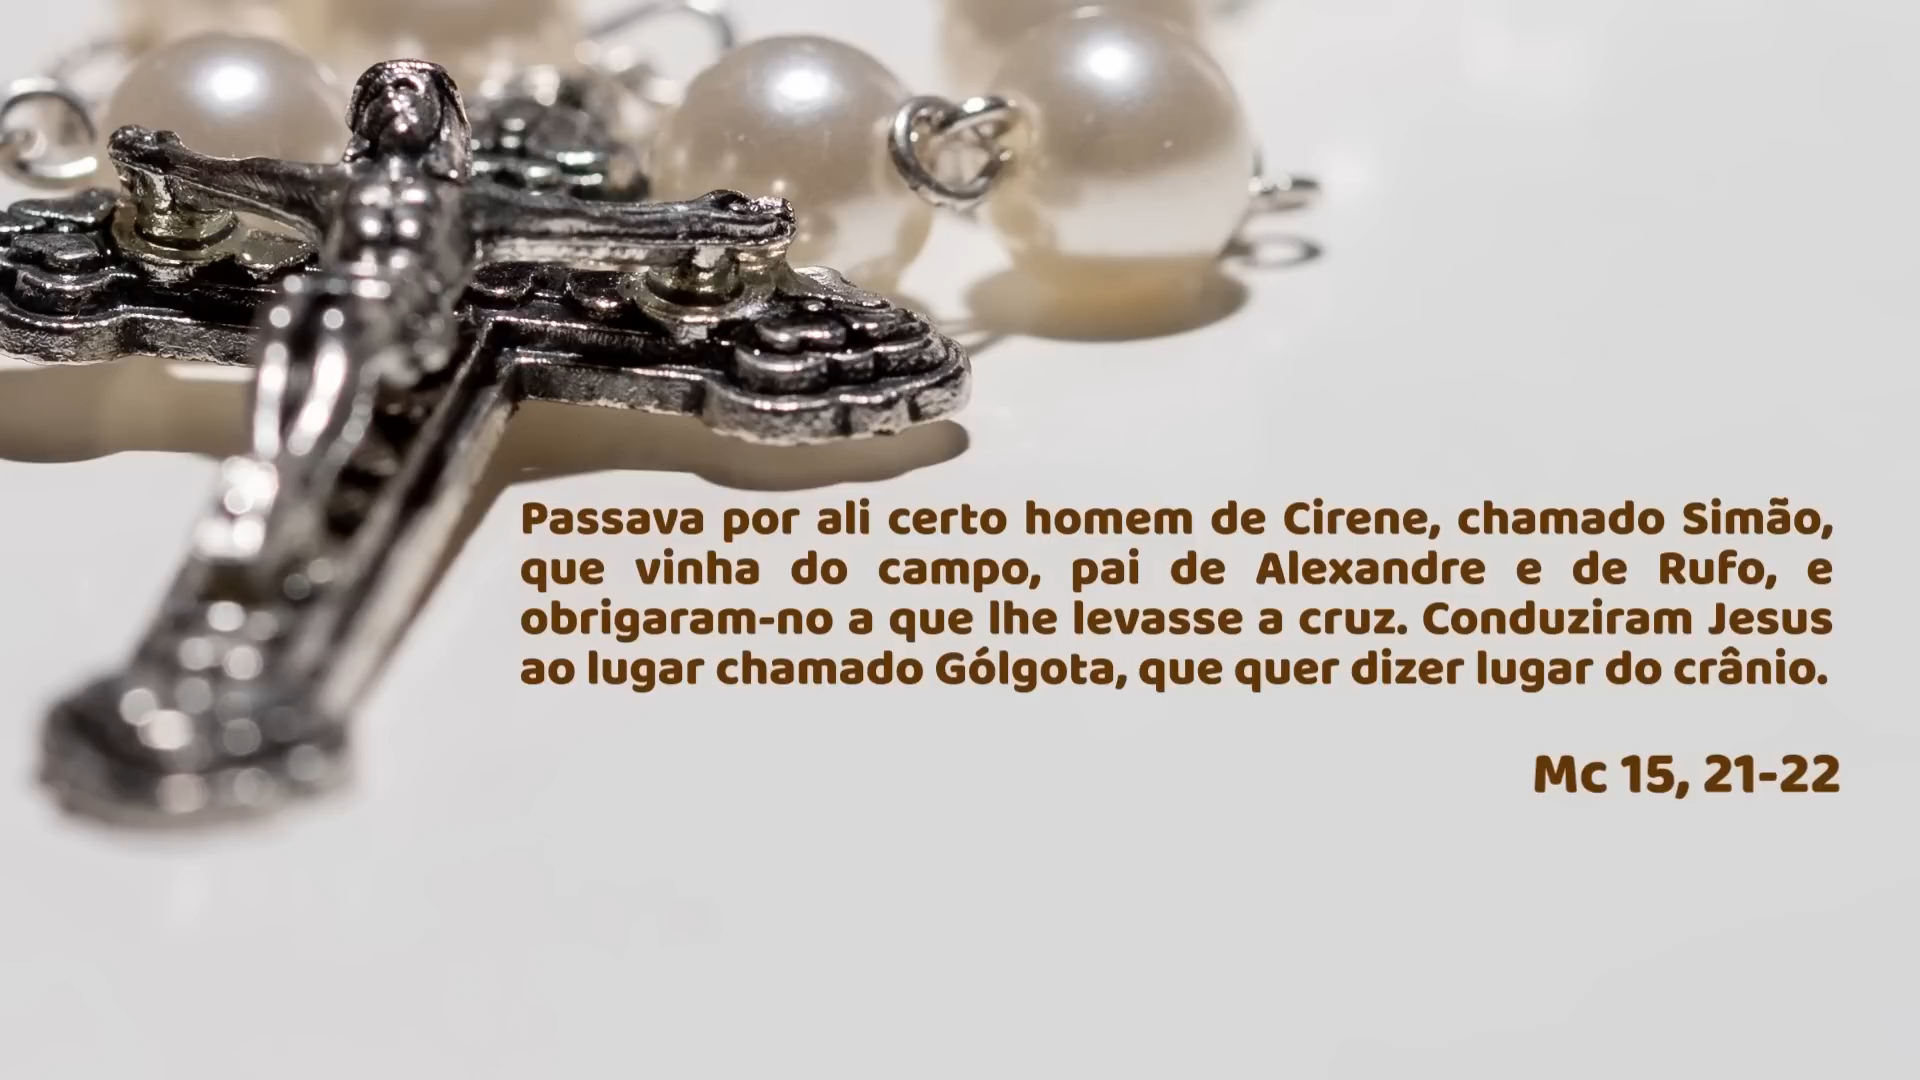 Passava por ali certo homem de Cirene, chamado Simão,
que vinha do campo, pai de Alexandre e de Rufo, e
obrigaram-no a que lhe levasse a cruz. Conduziram Jesus
ao lugar chamado Gólgota, que quer dizer lugar do crânio.
Mc 15, 21-22